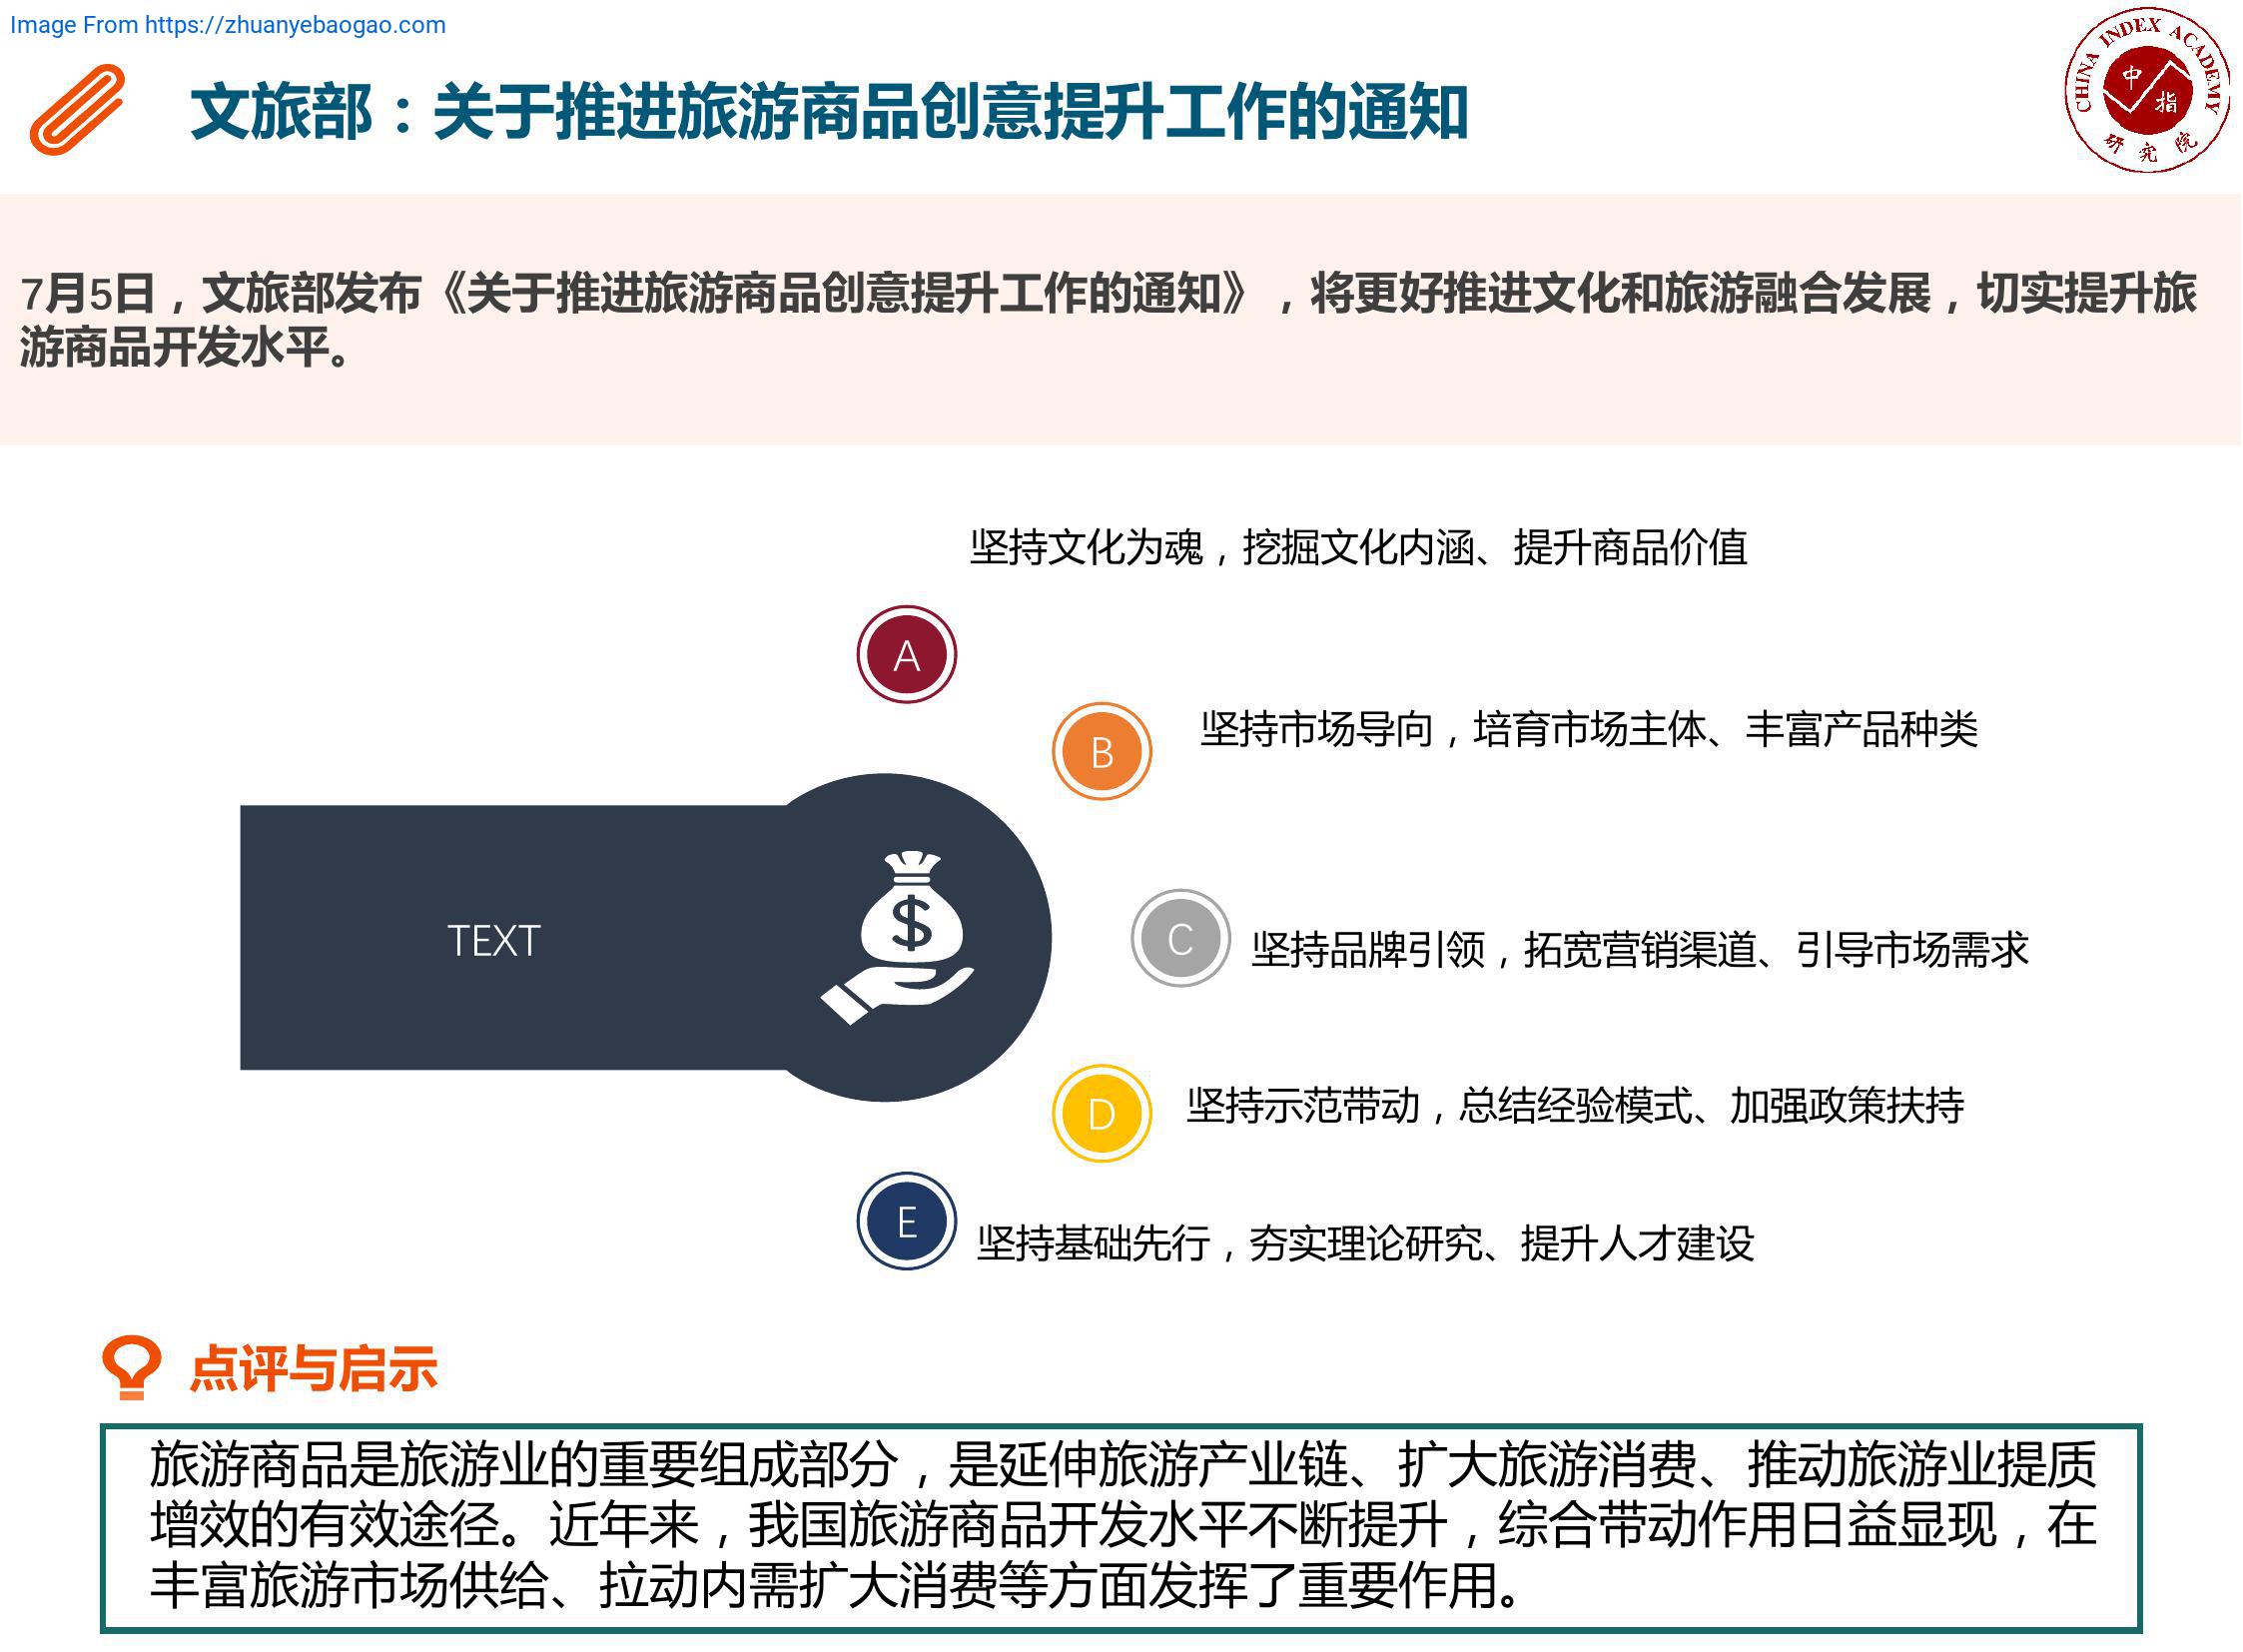 Image From https://zhuanyebaogao.com
文旅部：关于推进旅游商品创意提升工作的通知
CHINA INDEX ACADEMY
中
指
研究院
7月5日，文旅部发布《关于推进旅游商品创意提升工作的通知》，将更好推进文化和旅游融合发展，切实提升旅
游商品开发水平。
坚持文化为魂，挖掘文化内涵、提升商品价值
A
坚持市场导向，培育市场主体、丰富产品种类
B
TEXT
$
C
坚持品牌引领，拓宽营销渠道、引导市场需求
D
坚持示范带动，总结经验模式、加强政策扶持
E
坚持基础先行，夯实理论研究、提升人才建设
点评与启示
旅游商品是旅游业的重要组成部分，是延伸旅游产业链、扩大旅游消费、推动旅游业提质
增效的有效途径。近年来，我国旅游商品开发水平不断提升，综合带动作用日益显现，在
丰富旅游市场供给、拉动内需扩大消费等方面发挥了重要作用。